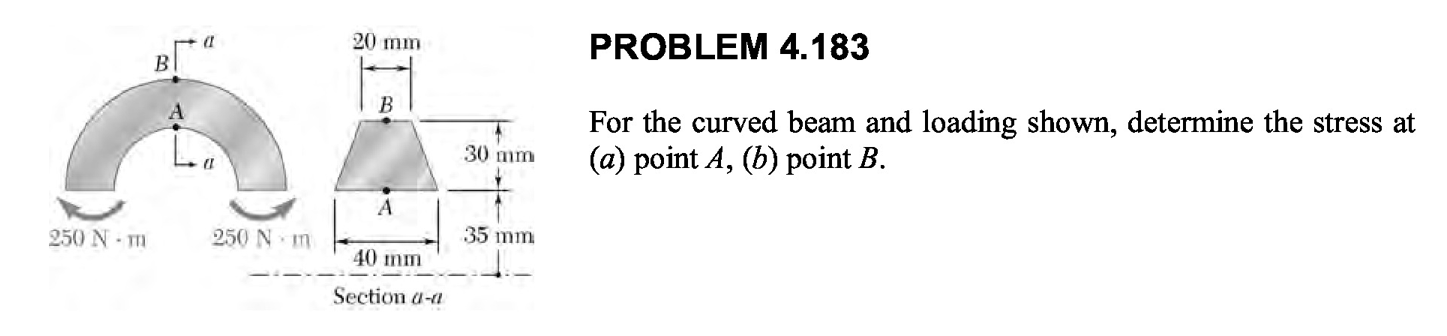 a
20 mm
PROBLEM 4.183
B
A
B
For the curved beam and loading shown, determine the stress at
30 mm
(a) point A, (b) point B.
a
A
250 N · m
250 N · m
35 mm
40 mm
Section a-a